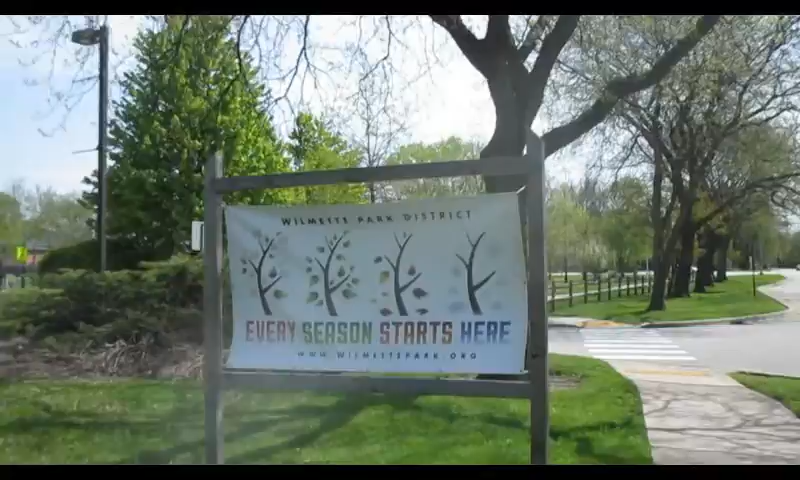 WILMETTE PARK DISTRICT
EVERY SEASON STARTS HERE
WWW.WILMETTEPARK.ORG